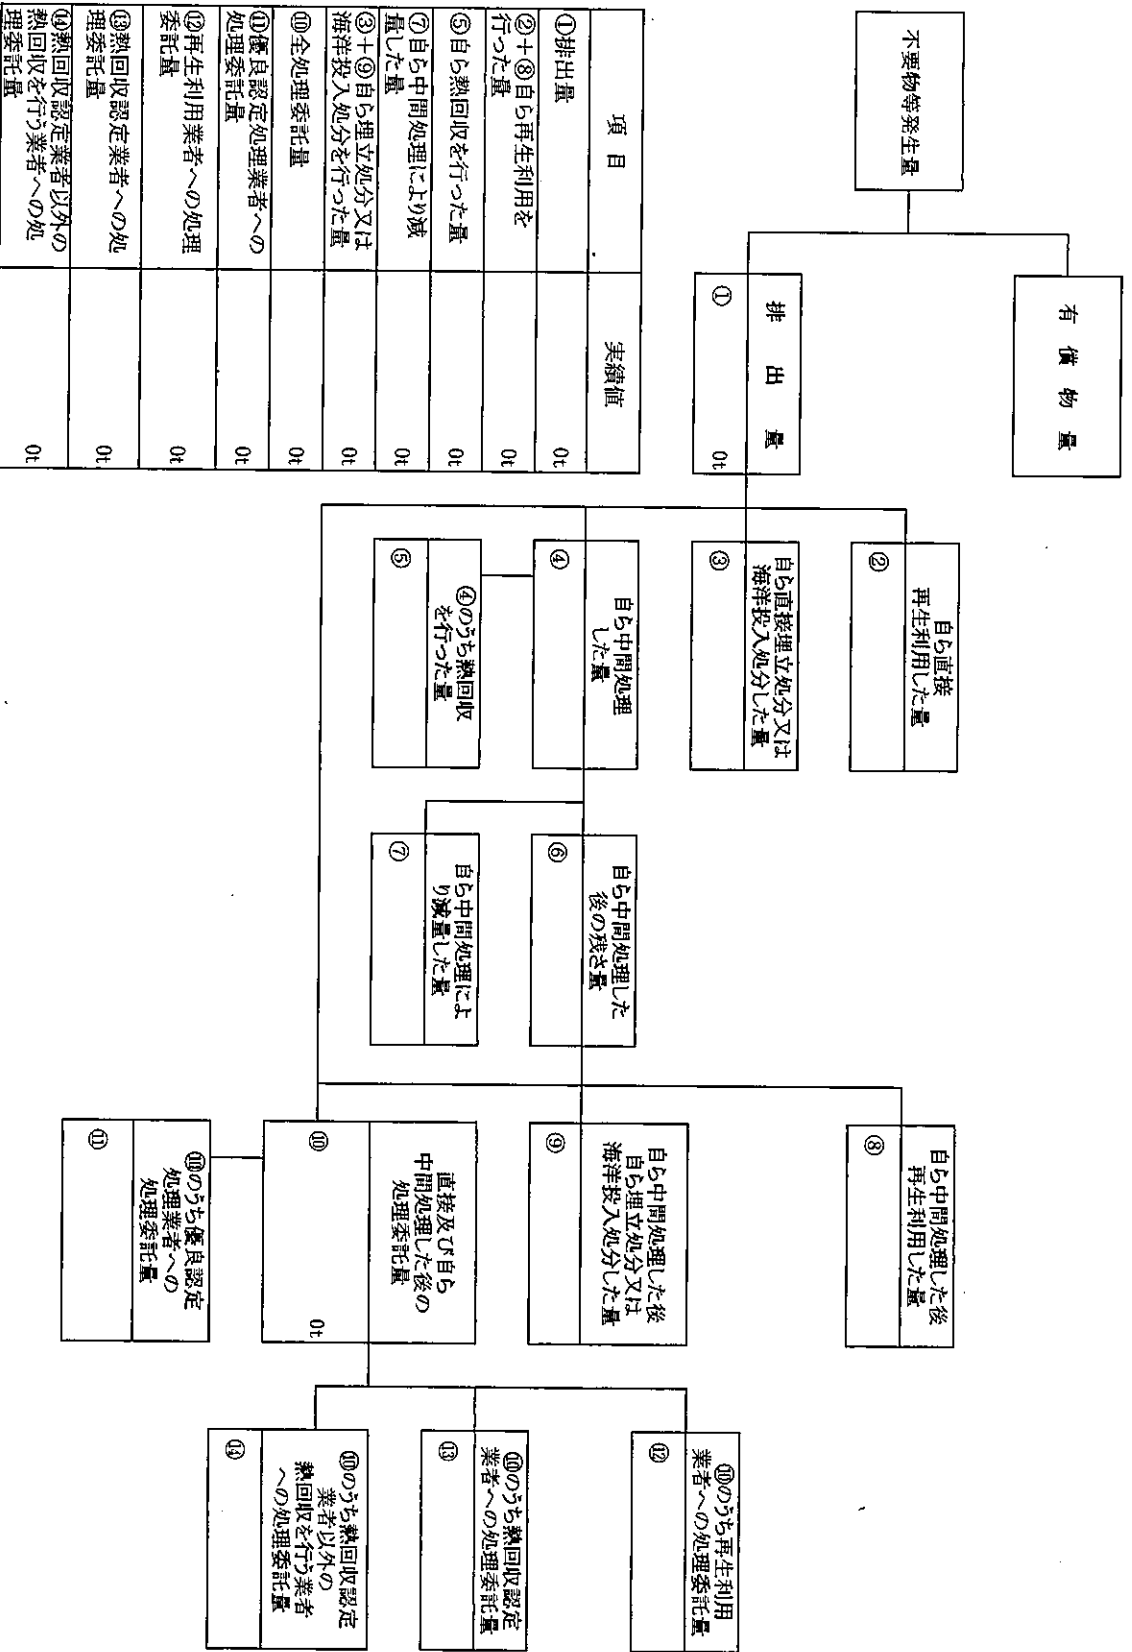 不要物等発生量
有償物量
排出量
①
0t
自ら直接
再生利用した量
②
自ら直接埋立処分又は
海洋投入処分した量
③
自ら中間処理
した量
④
④のうち熱回収
を行った量
⑤
自ら中間処理した
後の残さ量
⑥
自ら中間処理によ
り減量した量
⑦
自ら中間処理した後
再生利用した量
⑧
自ら中間処理した後
自ら埋立処分又は
海洋投入処分した量
⑨
直接及び自ら
中間処理した後の
処理委託量
⑩
0t
⑩のうち優良認定
処理業者への
処理委託量
⑪
⑩のうち再生利用
業者への処理委託量
⑫
⑩のうち熱回収認定
業者への処理委託量
⑬
⑩のうち熱回収認定
業者以外の
熱回収を行う業者
への処理委託量
⑭
項目 実績値
①排出量 0t
②+⑧自ら再生利用を
行った量 0t
⑤自ら熱回収を行った量 0t
⑦自ら中間処理により減
量した量 0t
③+⑨自ら埋立処分又は
海洋投入処分を行った量 0t
⑩全処理委託量 0t
⑪優良認定処理業者への
処理委託量 0t
⑫再生利用業者への処理
委託量 0t
⑬熱回収認定業者への処
理委託量 0t
⑭熱回収認定業者以外の
熱回収を行う業者への処
理委託量 0t